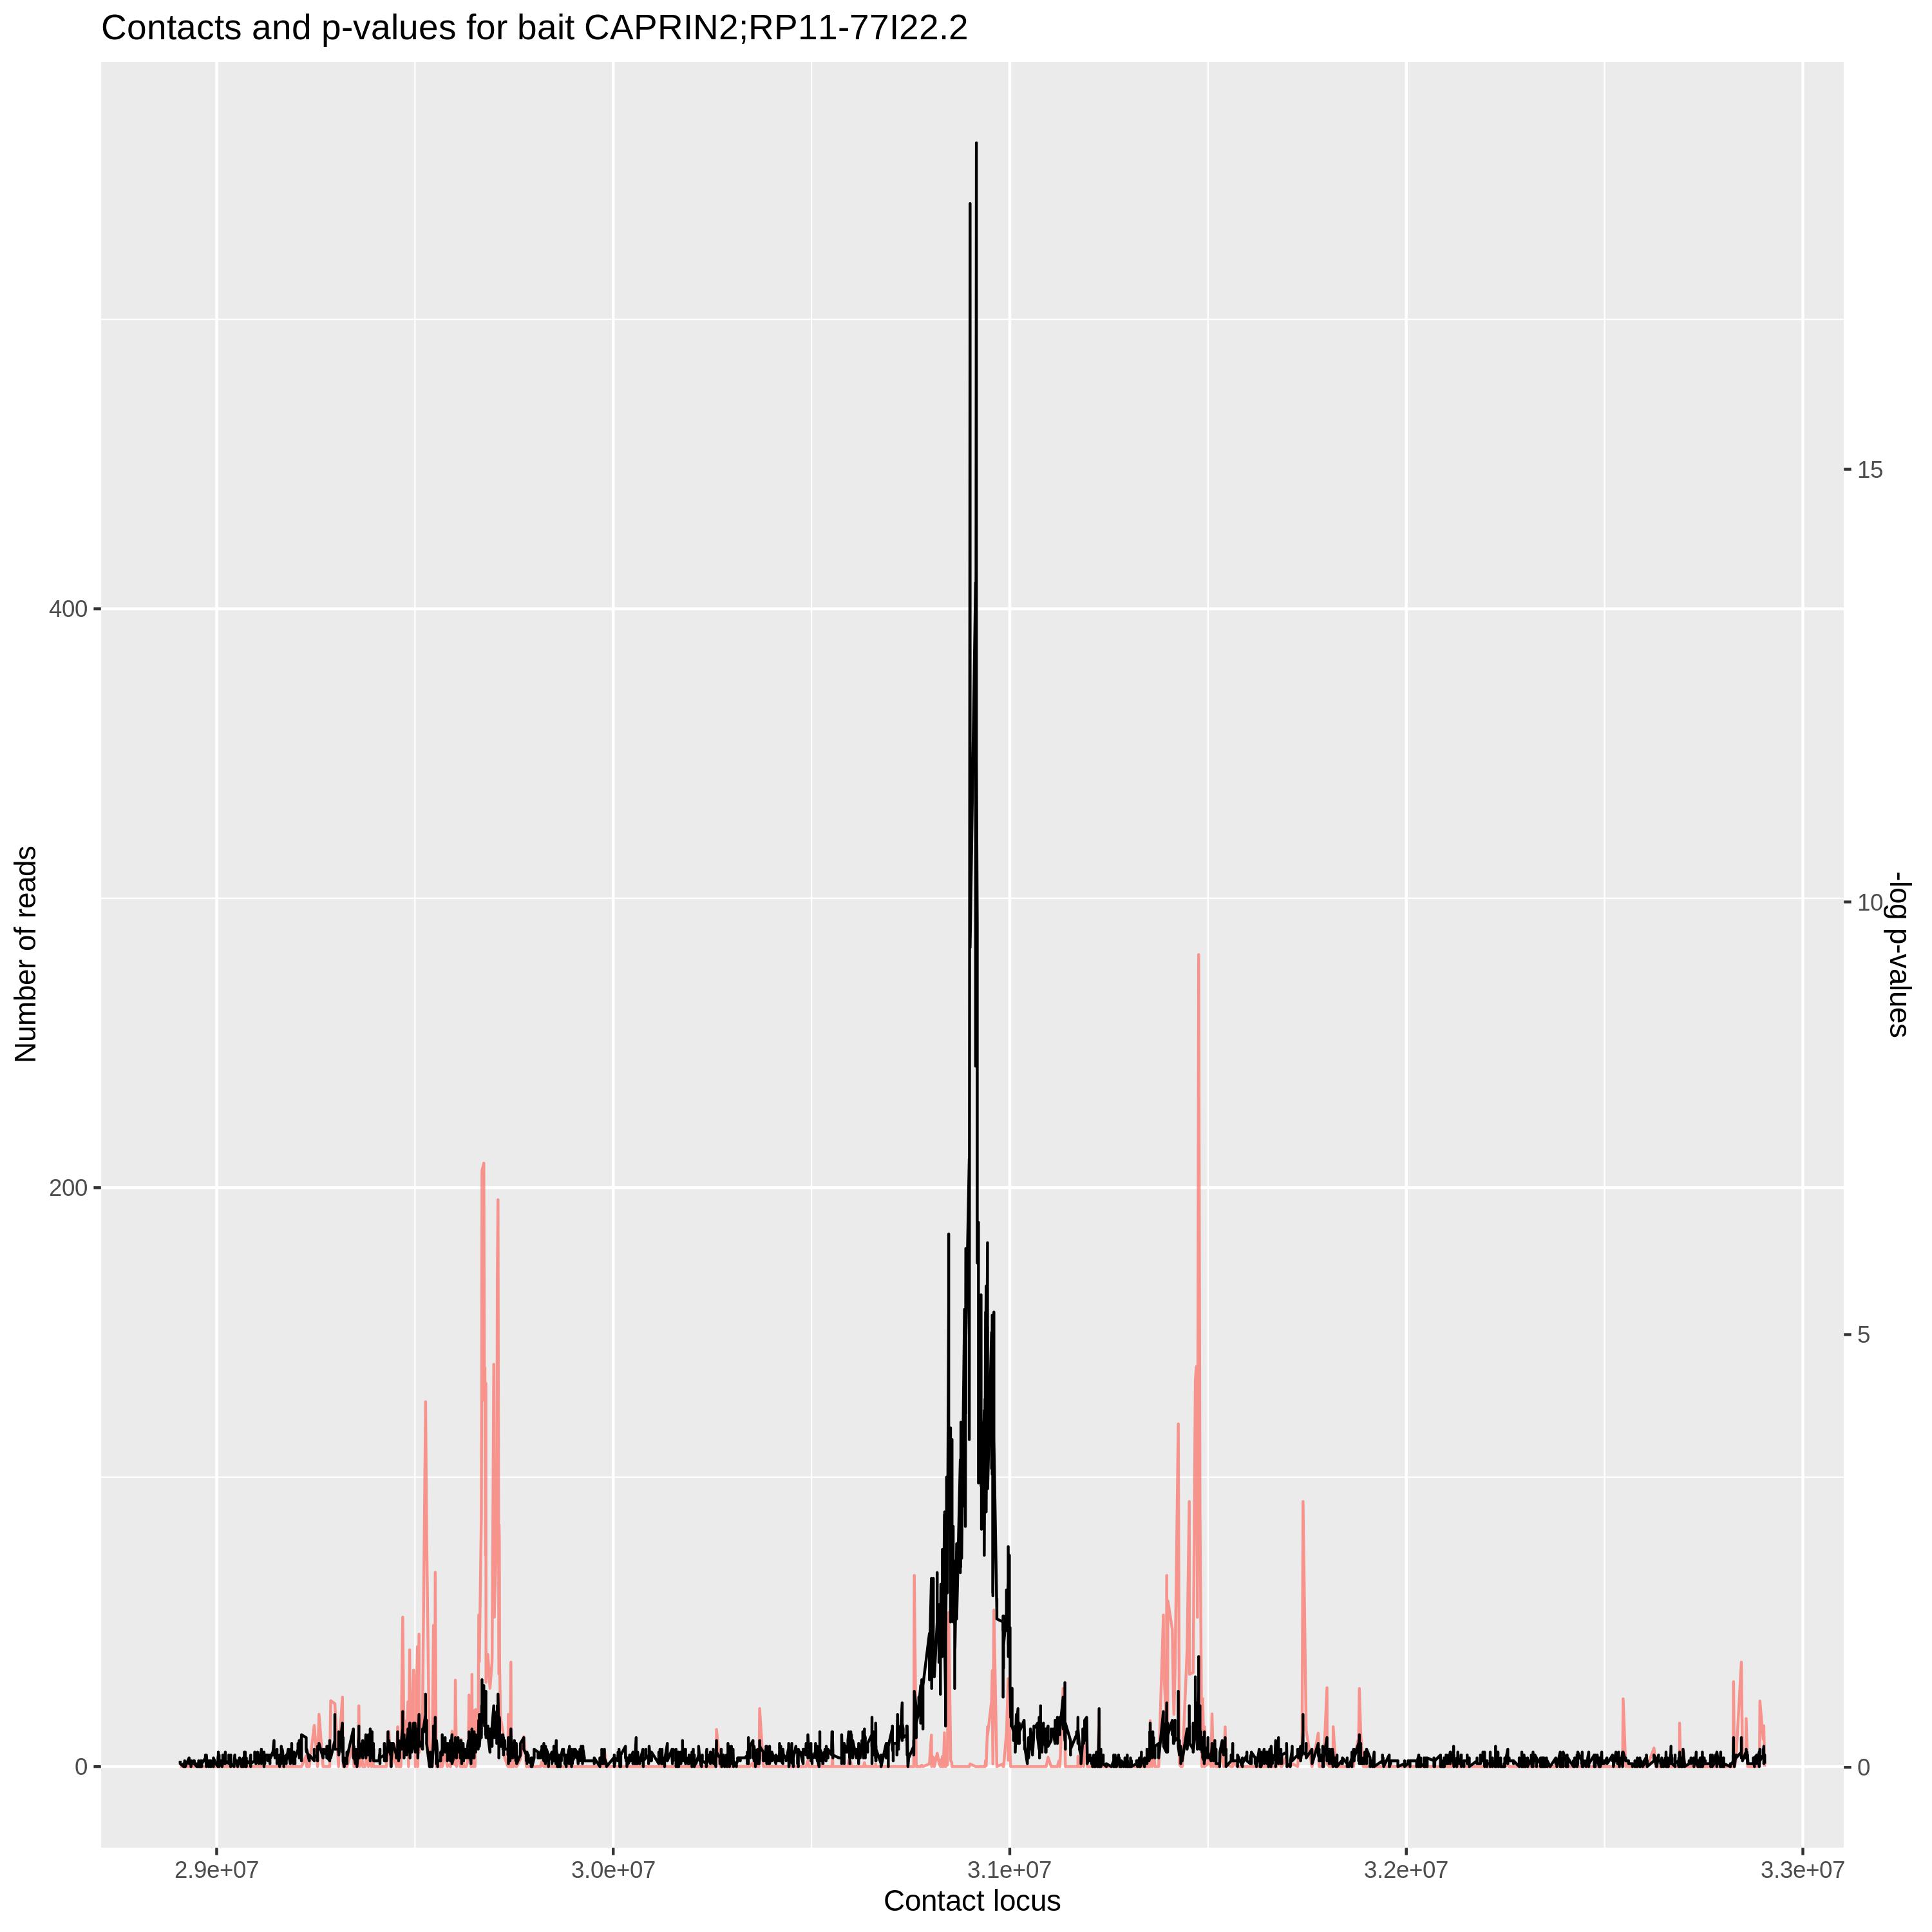 Contacts and p-values for bait CAPRIN2;RP11-77I22.2
Number of reads
400
200
0
15
10
5
0
-log p-values
2.9e+07 3.0e+07 3.1e+07 3.2e+07 3.3e+07
Contact locus